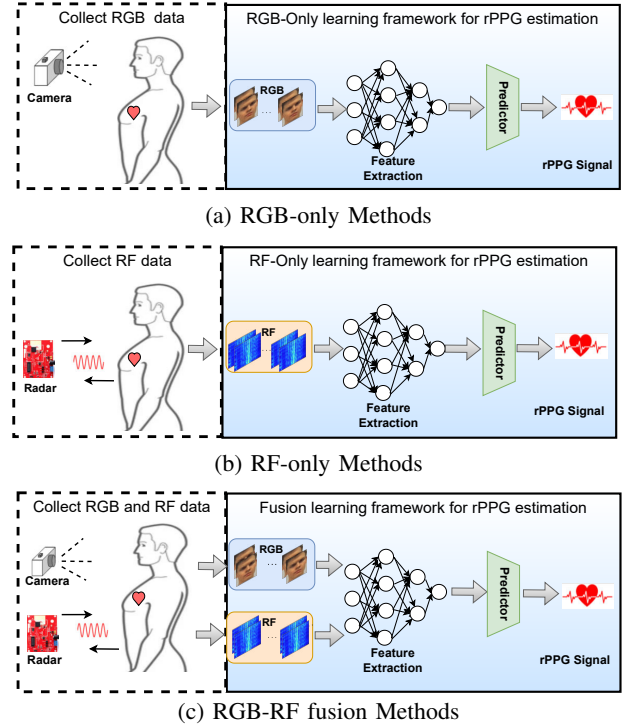 Collect RGB data
RGB-Only learning framework for rPPG estimation
Camera
RGB
...
Feature
Extraction
Predictor
rPPG Signal
(a) RGB-only Methods
Collect RF data
RF-Only learning framework for rPPG estimation
Radar
RF
...
Feature
Extraction
Predictor
rPPG Signal
(b) RF-only Methods
Collect RGB and RF data
Fusion learning framework for rPPG estimation
Camera
Radar
RGB
...
RF
...
Feature
Extraction
Predictor
rPPG Signal
(c) RGB-RF fusion Methods